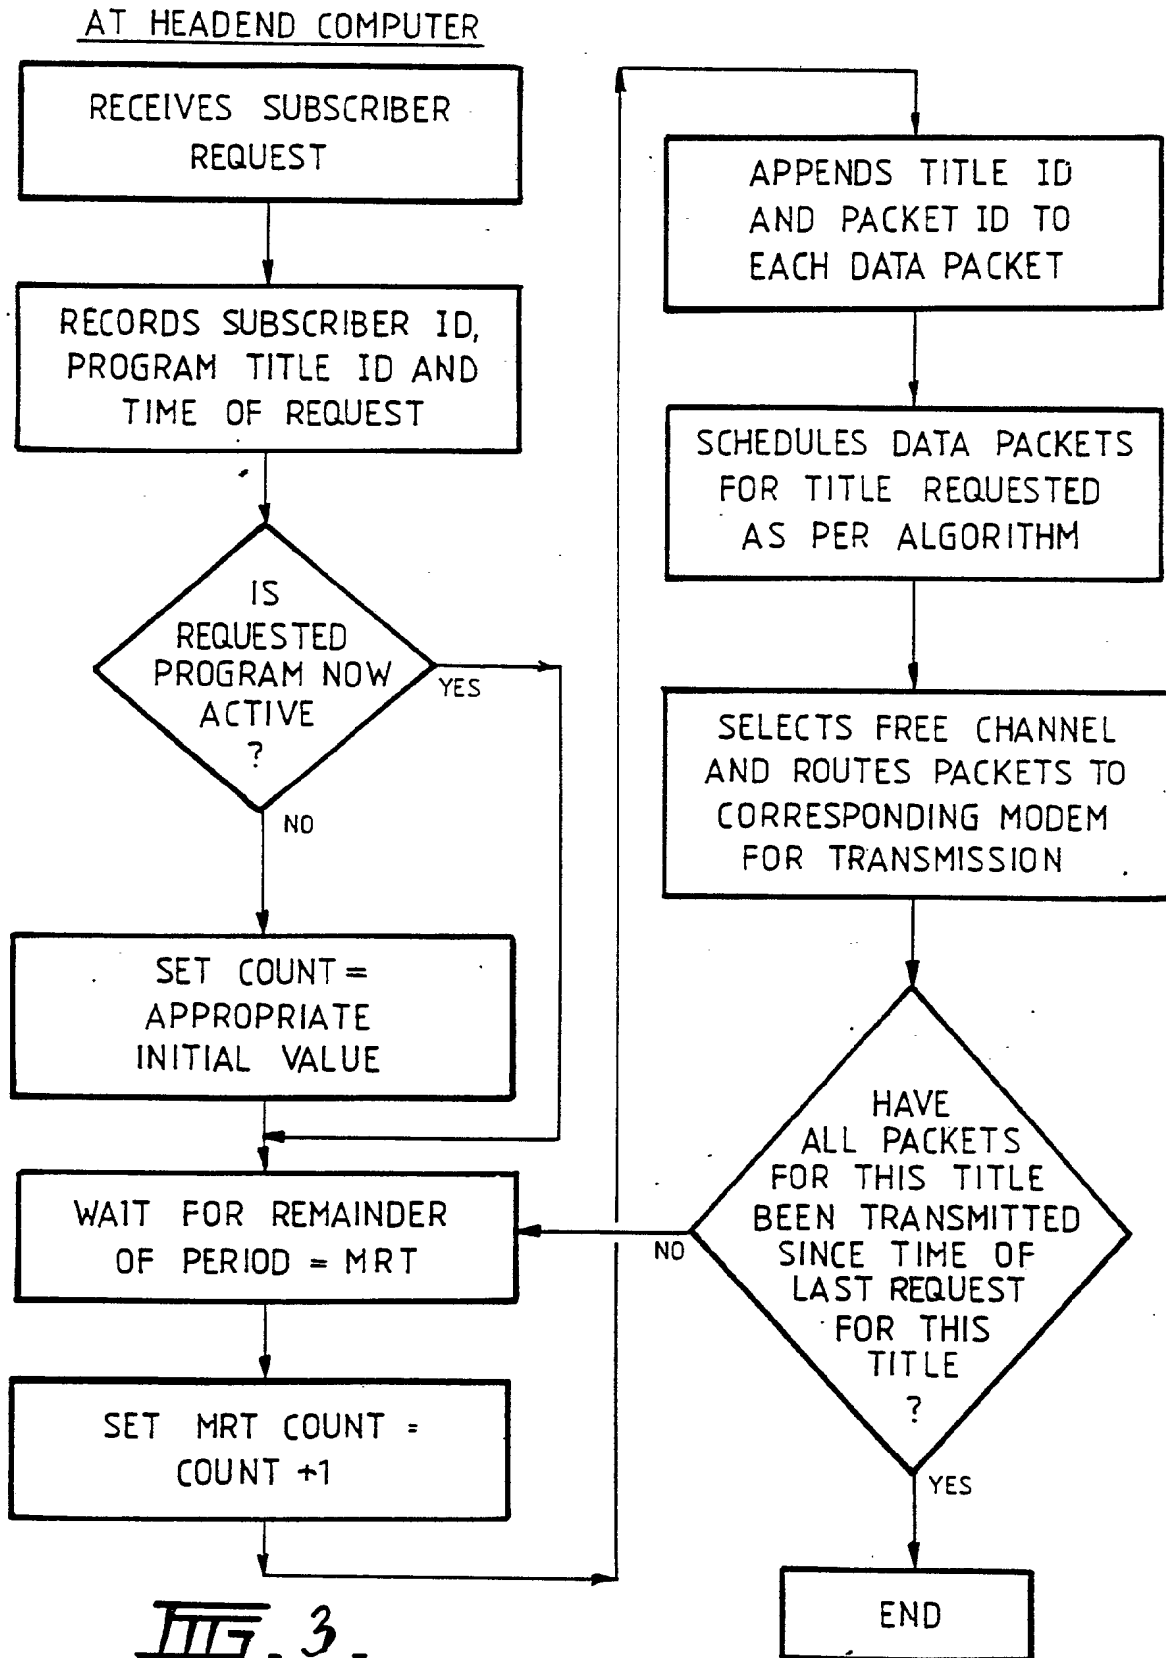 AT HEADEND COMPUTER
RECEIVES SUBSCRIBER
REQUEST
RECORDS SUBSCRIBER ID,
PROGRAM TITLE ID AND
TIME OF REQUEST
IS
REQUESTED
PROGRAM NOW
ACTIVE
?
YES
NO
SET COUNT =
APPROPRIATE
INITIAL VALUE
WAIT FOR REMAINDER
OF PERIOD = MRT
SET MRT COUNT =
COUNT +1
APPENDS TITLE ID
AND PACKET ID TO
EACH DATA PACKET
SCHEDULES DATA PACKETS
FOR TITLE REQUESTED
AS PER ALGORITHM
SELECTS FREE CHANNEL
AND ROUTES PACKETS TO
CORRESPONDING MODEM
FOR TRANSMISSION
HAVE
ALL PACKETS
FOR THIS TITLE
BEEN TRANSMITTED
SINCE TIME OF
LAST REQUEST
FOR THIS
TITLE
?
NO
YES
END
FIG. 3.